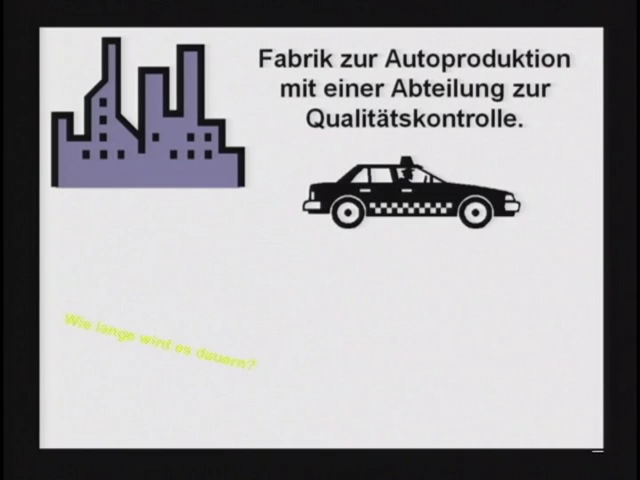 Fabrik zur Autoproduktion
mit einer Abteilung zur
Qualitätskontrolle.
Wie lange wird es dauern?